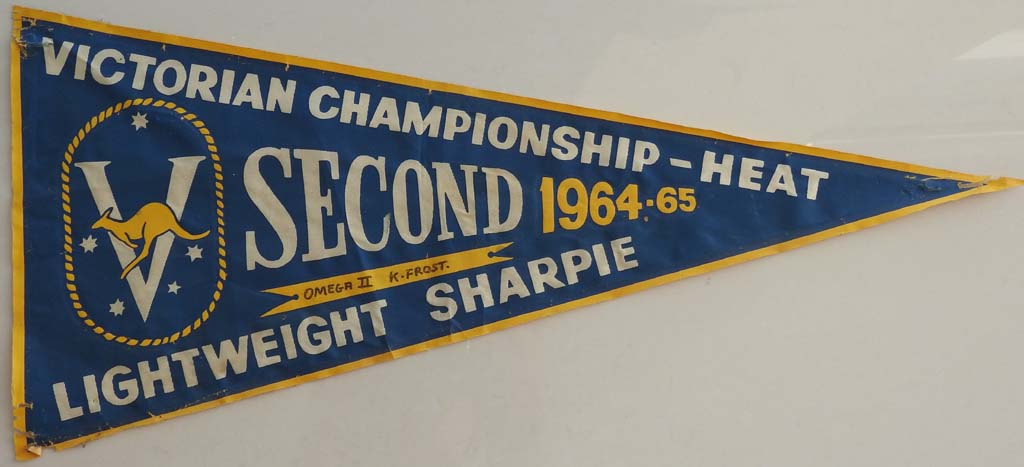 VICTORIAN CHAMPIONSHIP - HEAT
V
SECOND 1964.65
OMEGA II K-FROST.
LIGHTWEIGHT SHARPIE